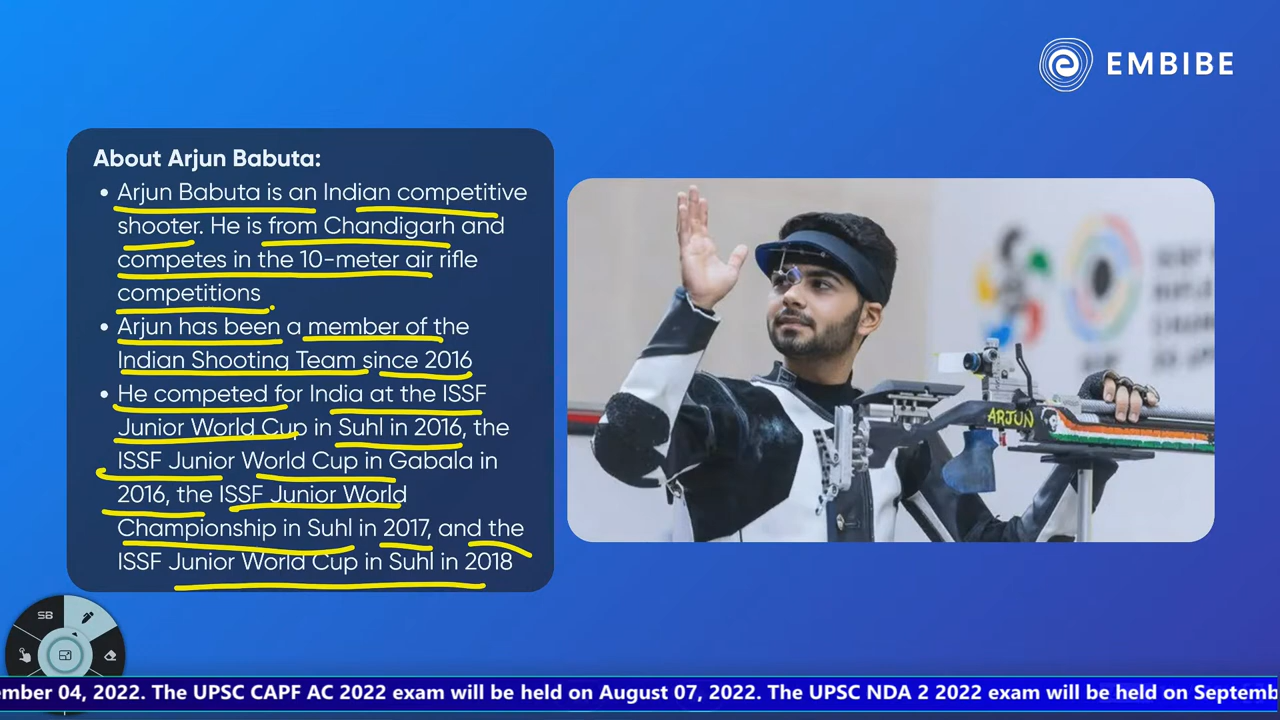 EMBIBE
About Arjun Babuta:
• Arjun Babuta is an Indian competitive
shooter. He is from Chandigarh and
competes in the 10-meter air rifle
competitions
• Arjun has been a member of the
Indian Shooting Team since 2016
• He competed for India at the ISSF
Junior World Cup in Suhl in 2016, the
ISSF Junior World Cup in Gabala in
2016, the ISSF Junior World
Championship in Suhl in 2017, and the
ISSF Junior World Cup in Suhl in 2018
ARJUN
SB
ember 04, 2022. The UPSC CAPF AC 2022 exam will be held on August 07, 2022. The UPSC NDA 2 2022 exam will be held on Septemb